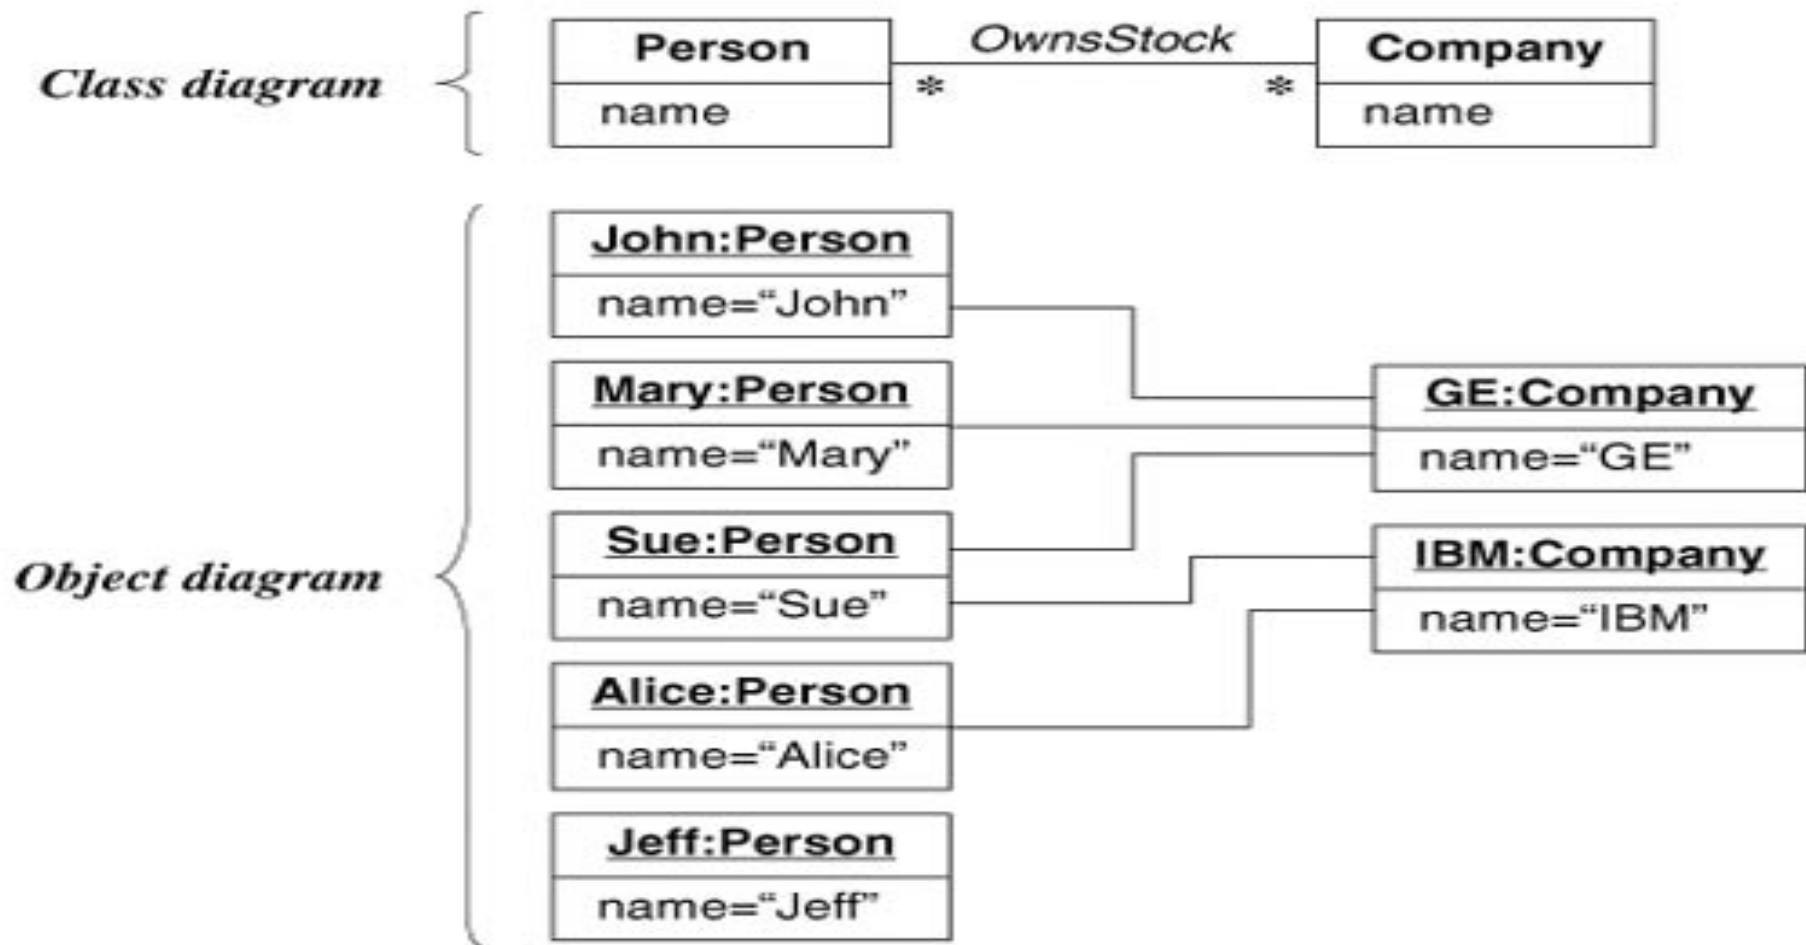 Class diagram
Person
name
OwnsStock
*
*
Company
name
Object diagram
John:Person
name=“John”
Mary:Person
name=“Mary”
Sue:Person
name=“Sue”
Alice:Person
name=“Alice”
Jeff:Person
name=“Jeff”
GE:Company
name=“GE”
IBM:Company
name=“IBM”